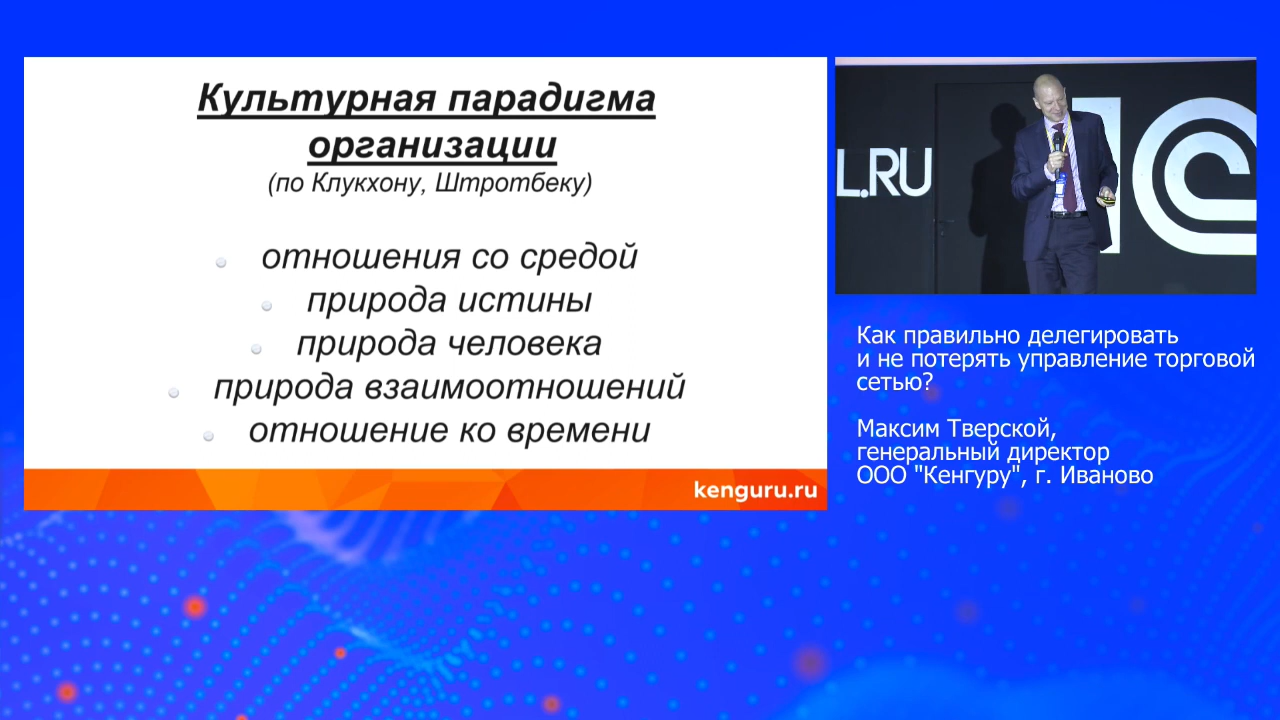 Культурная парадигма
организации
(по Клукхону, Штротбеку)
отношения со средой
природа истины
природа человека
природа взаимоотношений
отношение ко времени
kenguru.ru
L.RU
1С
Как правильно делегировать
и не потерять управление торговой
сетью?
Максим Тверской,
генеральный директор
ООО "Кенгуру", г. Иваново